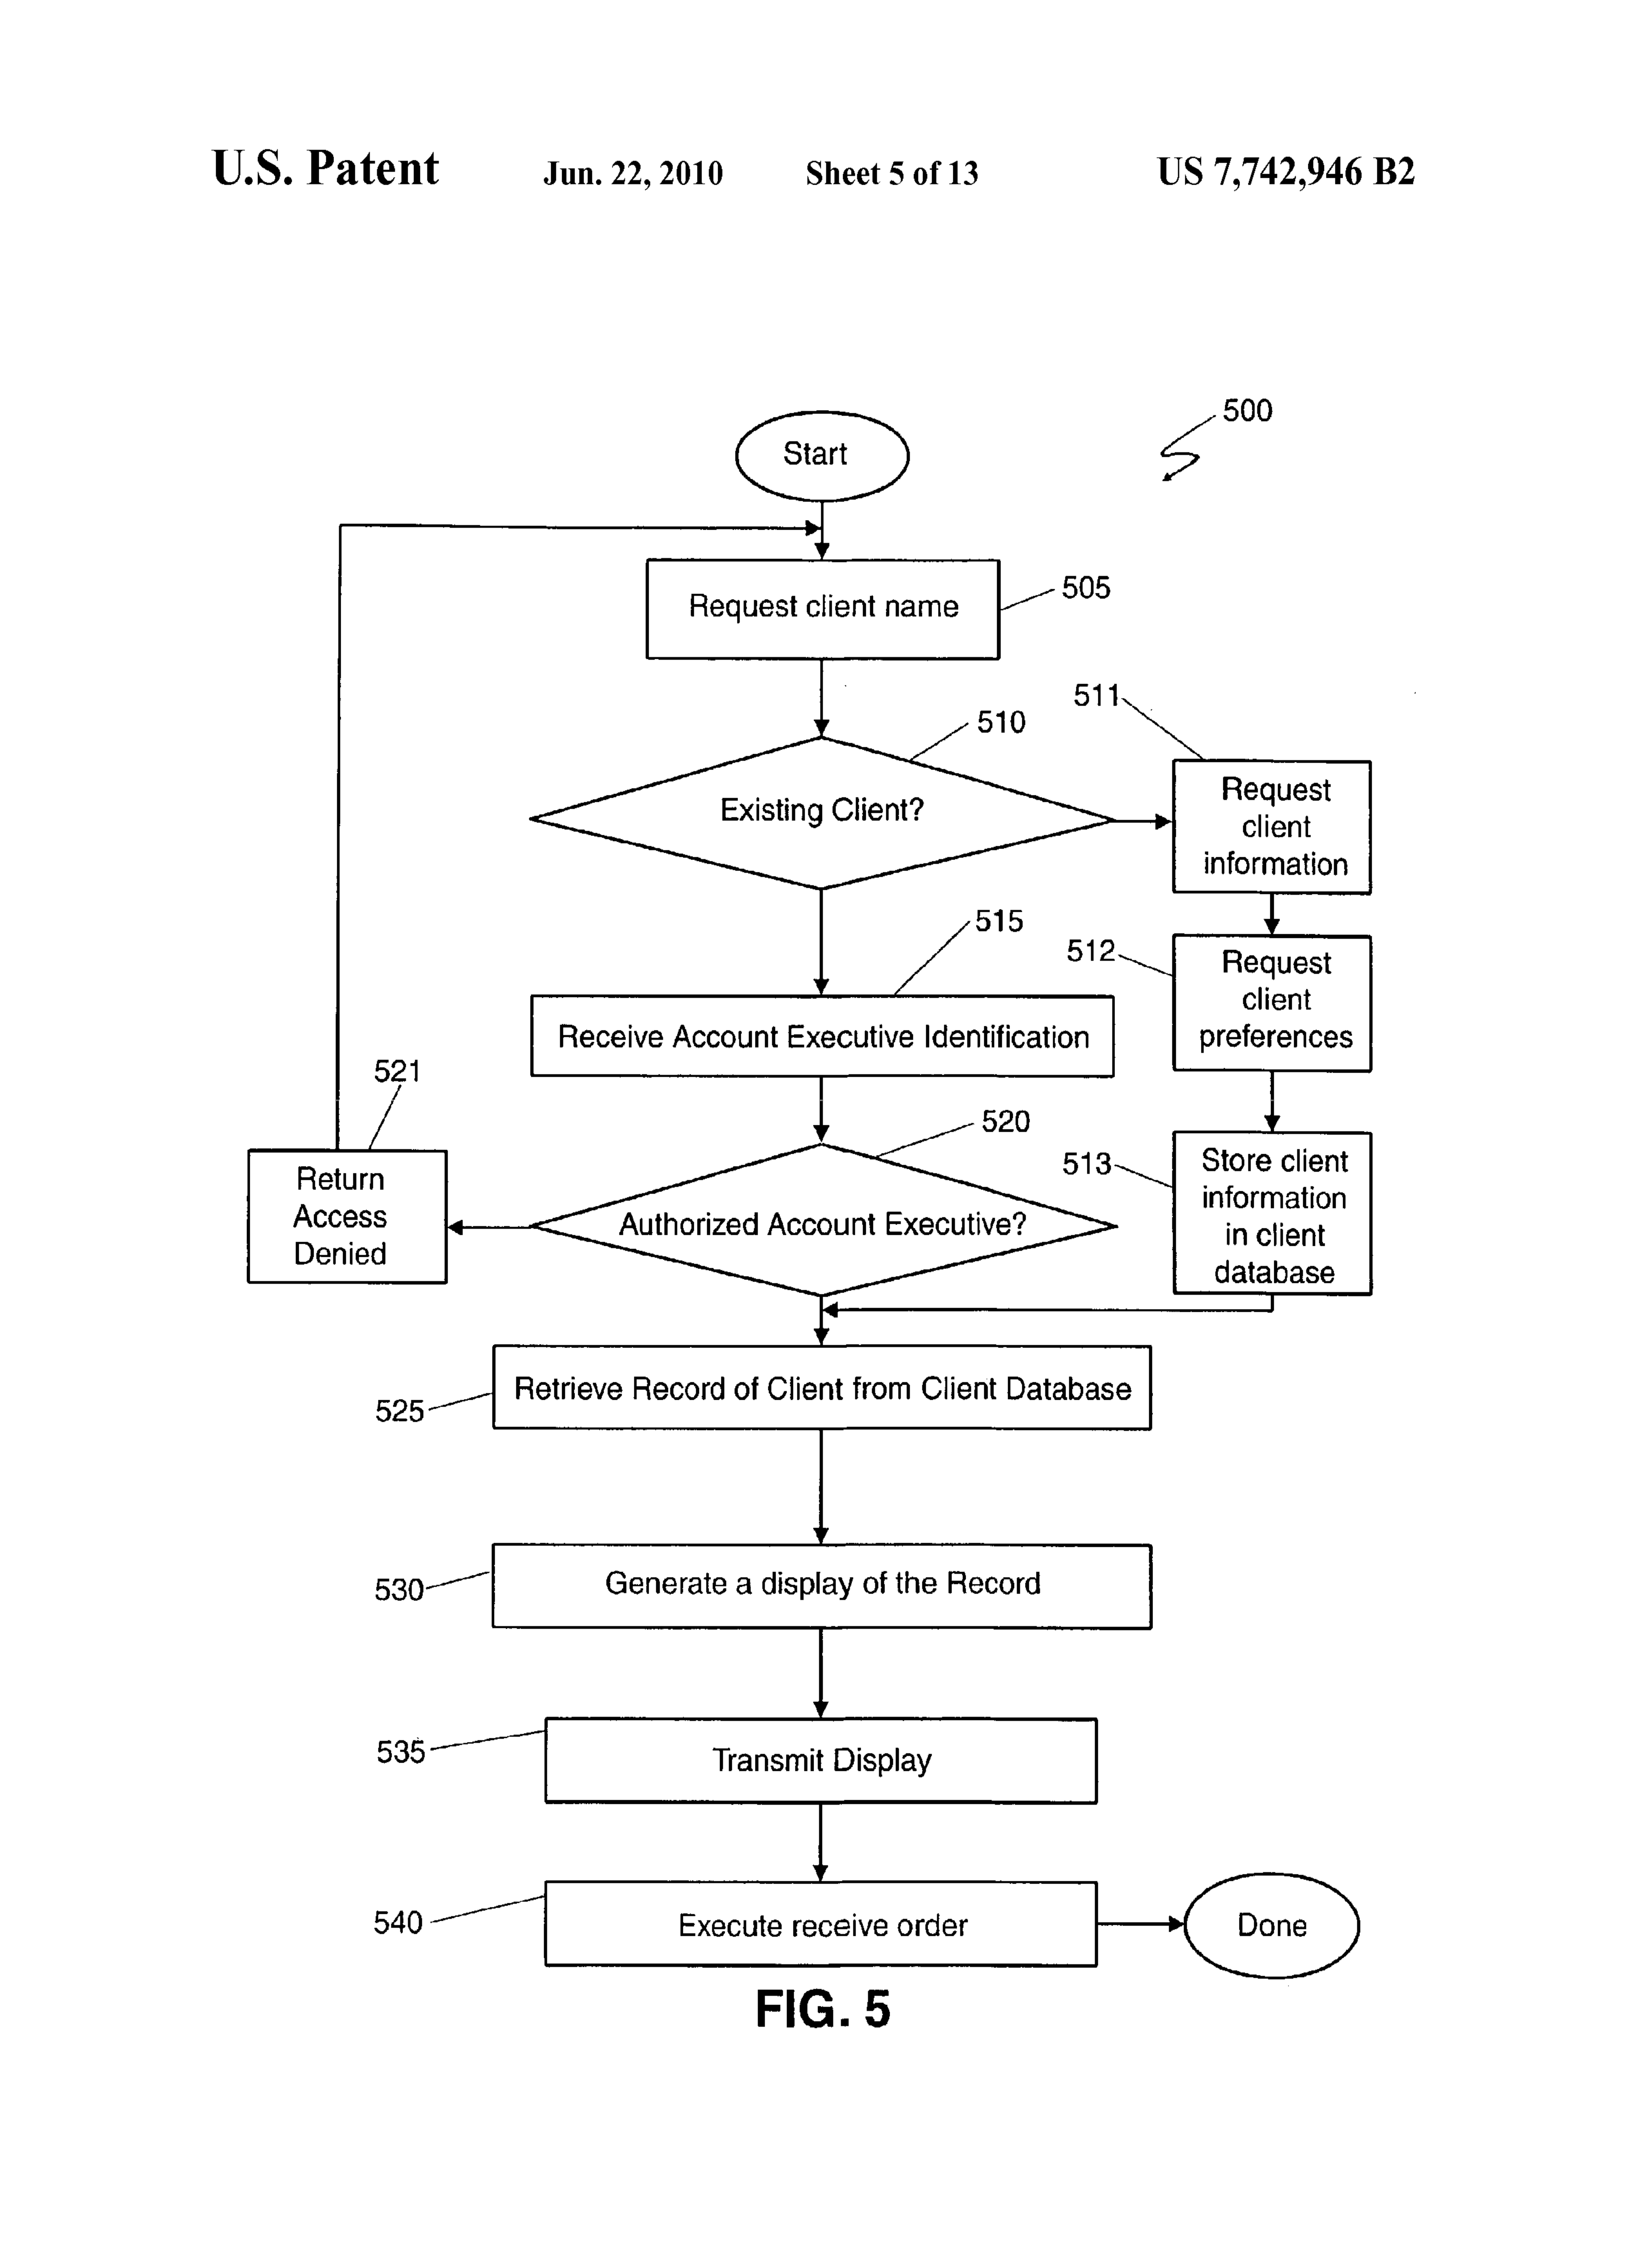 U.S. Patent Jun. 22, 2010 Sheet 5 of 13 US 7,742,946 B2
500
Start
Request client name
505
510
Existing Client?
511
Request
client
information
515
Receive Account Executive Identification
512
Request
client
preferences
521
Return
Access
Denied
520
Authorized Account Executive?
513
Store client
information
in client
database
525
Retrieve Record of Client from Client Database
530
Generate a display of the Record
535
Transmit Display
540
Execute receive order
Done
FIG. 5